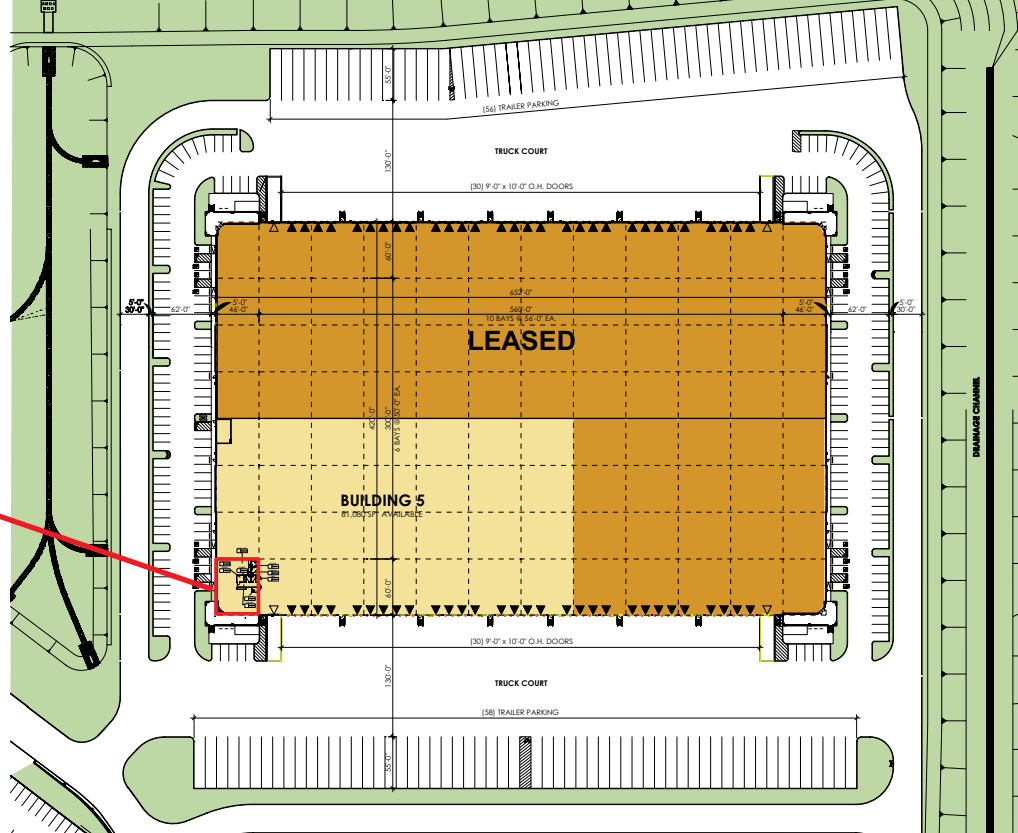 55'-0"
(56) TRAILER PARKING
130'-0"
TRUCK COURT
(30) 9'-0" x 10'-0" O.H. DOORS
60'-0"
652'-0"
5'-0"
30'-0"
62'-0"
5'-0"
46'-0"
560'-0"
10 BAYS @ 56'-0" EA.
5'-0"
46'-0"
62'-0"
5'-0"
30'-0"
LEASED
420'-0"
300'-0"
6 BAYS @ 50'-0" EA.
DRAINAGE CHANNEL
BUILDING 5
81,080 SF AVAILABLE
60'-0"
(30) 9'-0" x 10'-0" O.H. DOORS
130'-0"
TRUCK COURT
(58) TRAILER PARKING
55'-0"